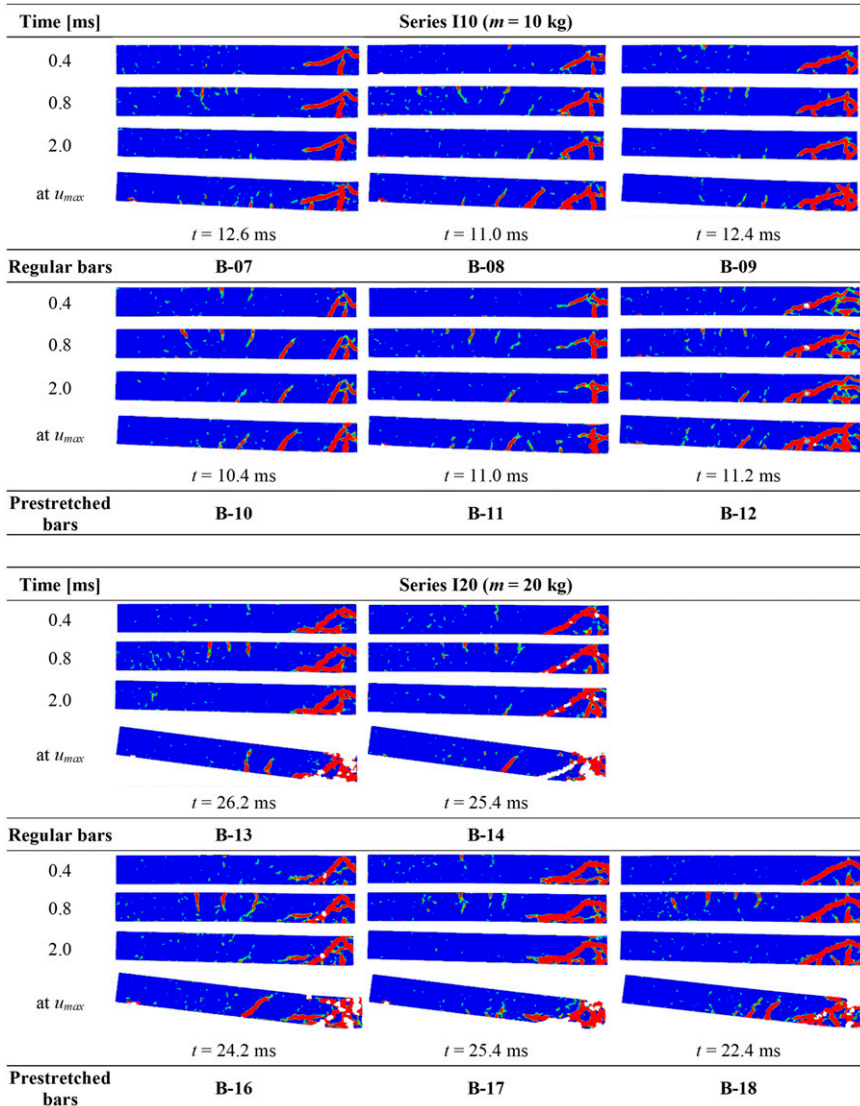 Time [ms] Series I10 (m = 10 kg)
0.4
0.8
2.0
at umax
t = 12.6 ms t = 11.0 ms t = 12.4 ms
Regular bars B-07 B-08 B-09
0.4
0.8
2.0
at umax
t = 10.4 ms t = 11.0 ms t = 11.2 ms
Prestretched
bars B-10 B-11 B-12
Time [ms] Series I20 (m = 20 kg)
0.4
0.8
2.0
at umax
t = 26.2 ms t = 25.4 ms
Regular bars B-13 B-14
0.4
0.8
2.0
at umax
t = 24.2 ms t = 25.4 ms t = 22.4 ms
Prestretched
bars B-16 B-17 B-18